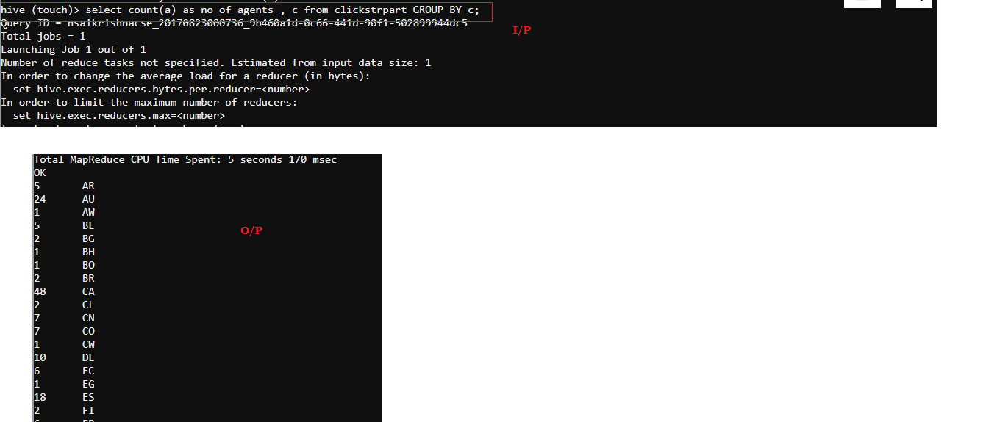 hive (touch)> select count(a) as no_of_agents , c from clickstrpart GROUP BY c;
Query ID = nsaikrishnacse_20170823000736_9b460a1d-0c66-441d-90f1-502899944dc5
I/P
Total jobs = 1
Launching Job 1 out of 1
Number of reduce tasks not specified. Estimated from input data size: 1
In order to change the average load for a reducer (in bytes):
set hive.exec.reducers.bytes.per.reducer=<number>
In order to limit the maximum number of reducers:
set hive.exec.reducers.max=<number>
Total MapReduce CPU Time Spent: 5 seconds 170 msec
OK
5 AR
24 AU
1 AW
5 BE
O/P
2 BG
1 BH
1 BO
2 BR
48 CA
2 CL
7 CN
7 CO
1 CW
10 DE
6 EC
1 EG
18 ES
2 FI